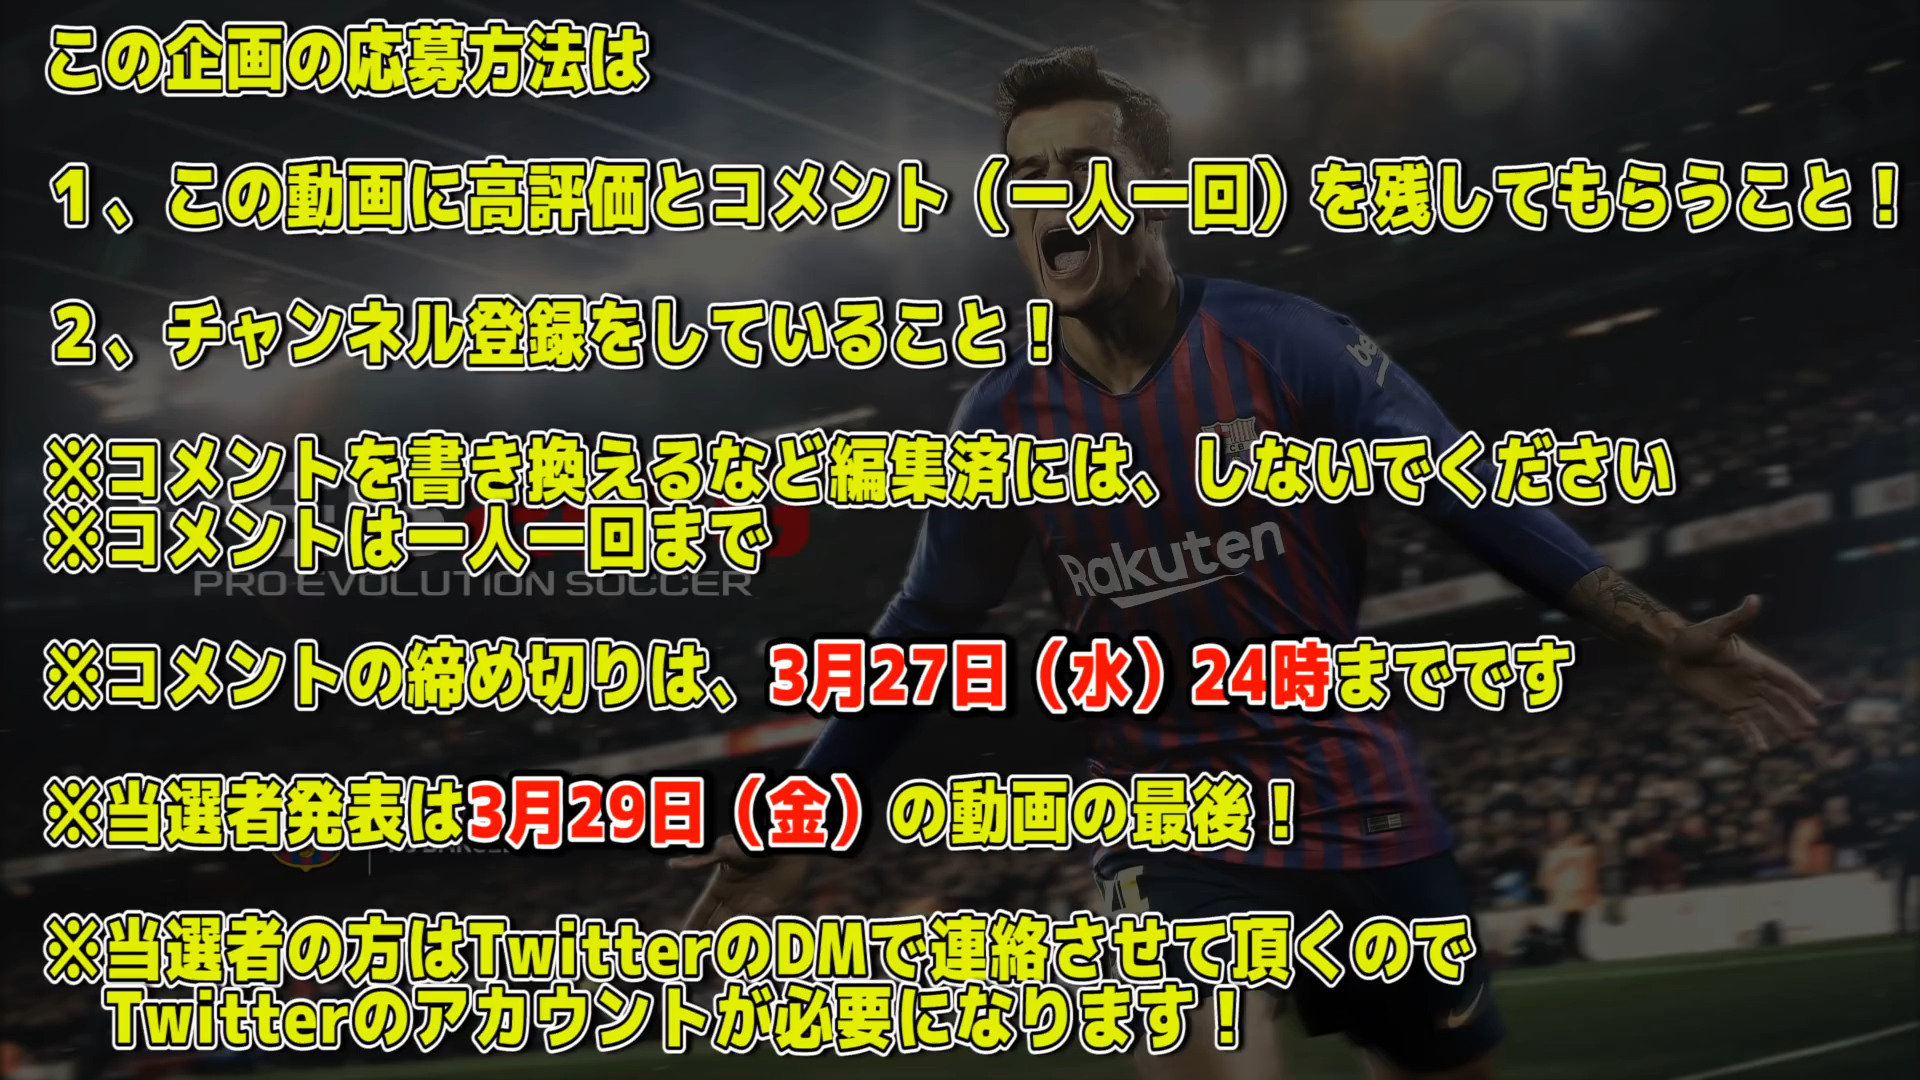 この企画の応募方法は
１、この動画に高評価とコメント（一人一回）を残してもらうこと！
２、チャンネル登録をしていること！
※コメントを書き換えるなど編集済には、しないでください
※コメントは一人一回まで
PRO EVOLUTION SOCCER
Rakuten
beko
※コメントの締め切りは、3月27日（水）24時までです
※当選者発表は3月29日（金）の動画の最後！
※当選者の方はTwitterのDMで連絡させて頂くので
Twitterのアカウントが必要になります！